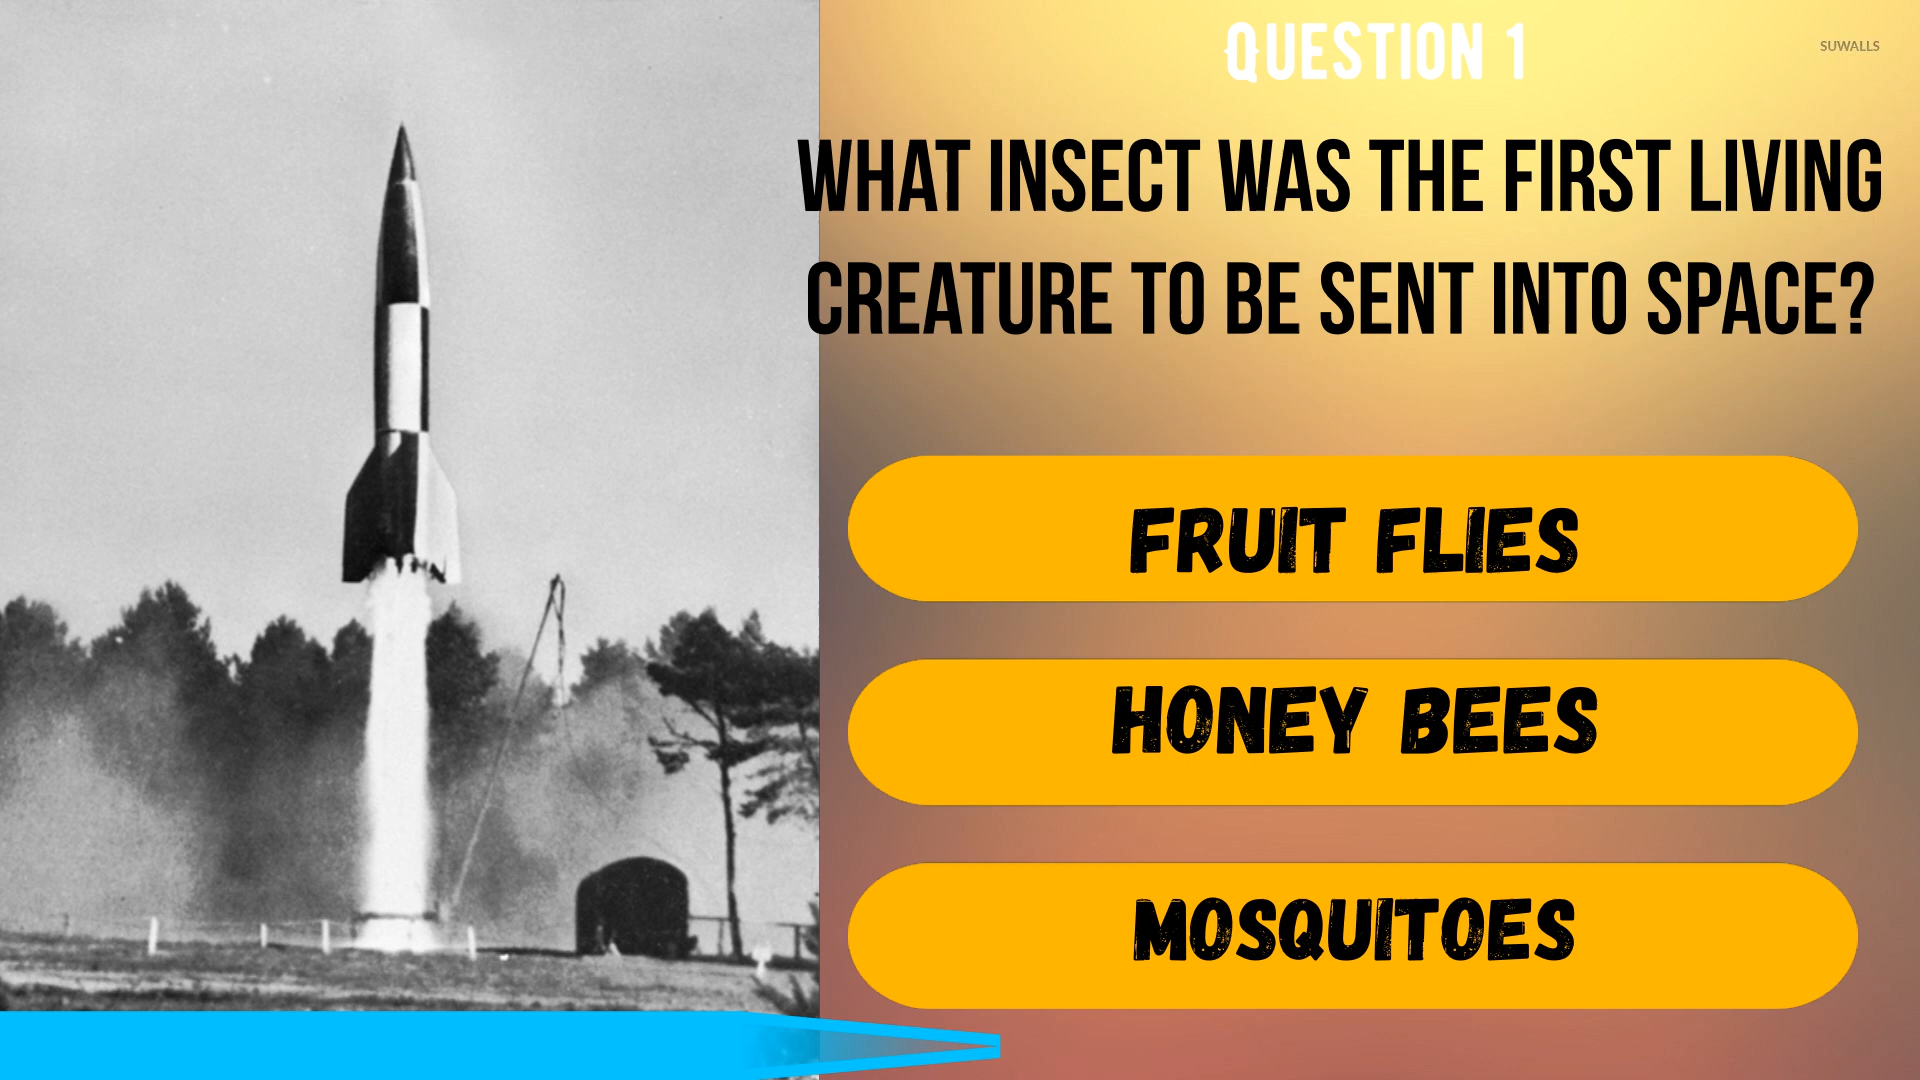 QUESTION 1
SUWALLS
WHAT INSECT WAS THE FIRST LIVING
CREATURE TO BE SENT INTO SPACE?
FRUIT FLIES
HONEY BEES
MOSQUITOES